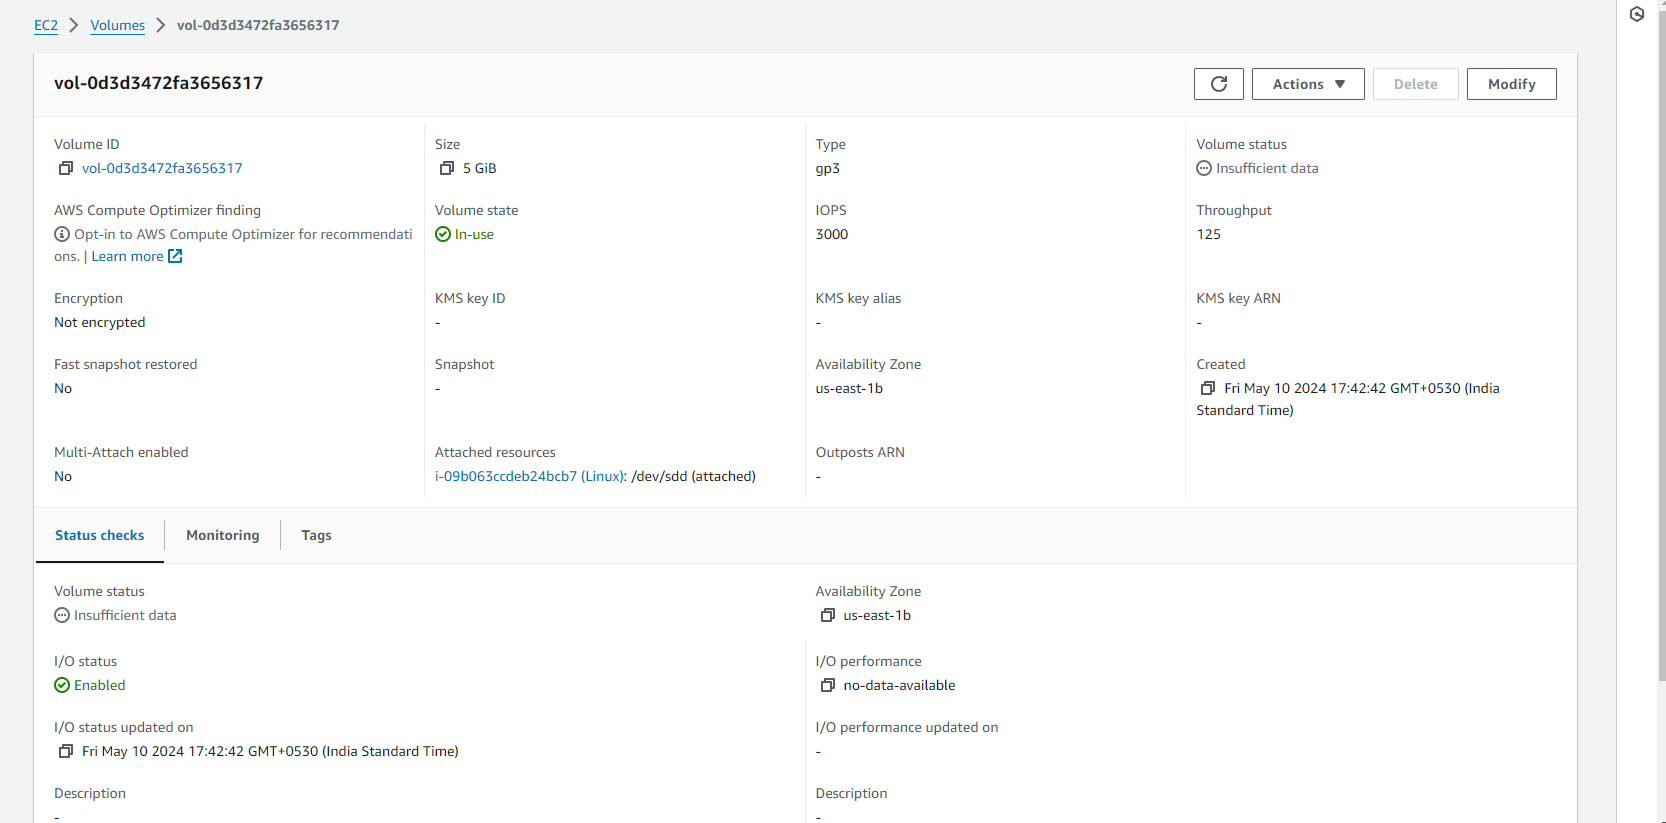 EC2 > Volumes > vol-0d3d3472fa3656317
vol-0d3d3472fa3656317
Actions
Delete
Modify
Volume ID
vol-0d3d3472fa3656317
Size
5 GiB
Type
gp3
Volume status
Insufficient data
AWS Compute Optimizer finding
Opt-in to AWS Compute Optimizer for recommendati
ons. | Learn more
Volume state
In-use
IOPS
3000
Throughput
125
Encryption
Not encrypted
KMS key ID
-
KMS key alias
-
KMS key ARN
-
Fast snapshot restored
No
Snapshot
-
Availability Zone
us-east-1b
Created
Fri May 10 2024 17:42:42 GMT+0530 (India
Standard Time)
Multi-Attach enabled
No
Attached resources
i-09b063ccdeb24bcb7 (Linux): /dev/sdd (attached)
Outposts ARN
-
Status checks
Monitoring
Tags
Volume status
Insufficient data
Availability Zone
us-east-1b
I/O status
Enabled
I/O performance
no-data-available
I/O status updated on
Fri May 10 2024 17:42:42 GMT+0530 (India Standard Time)
I/O performance updated on
-
Description
-
Description
-